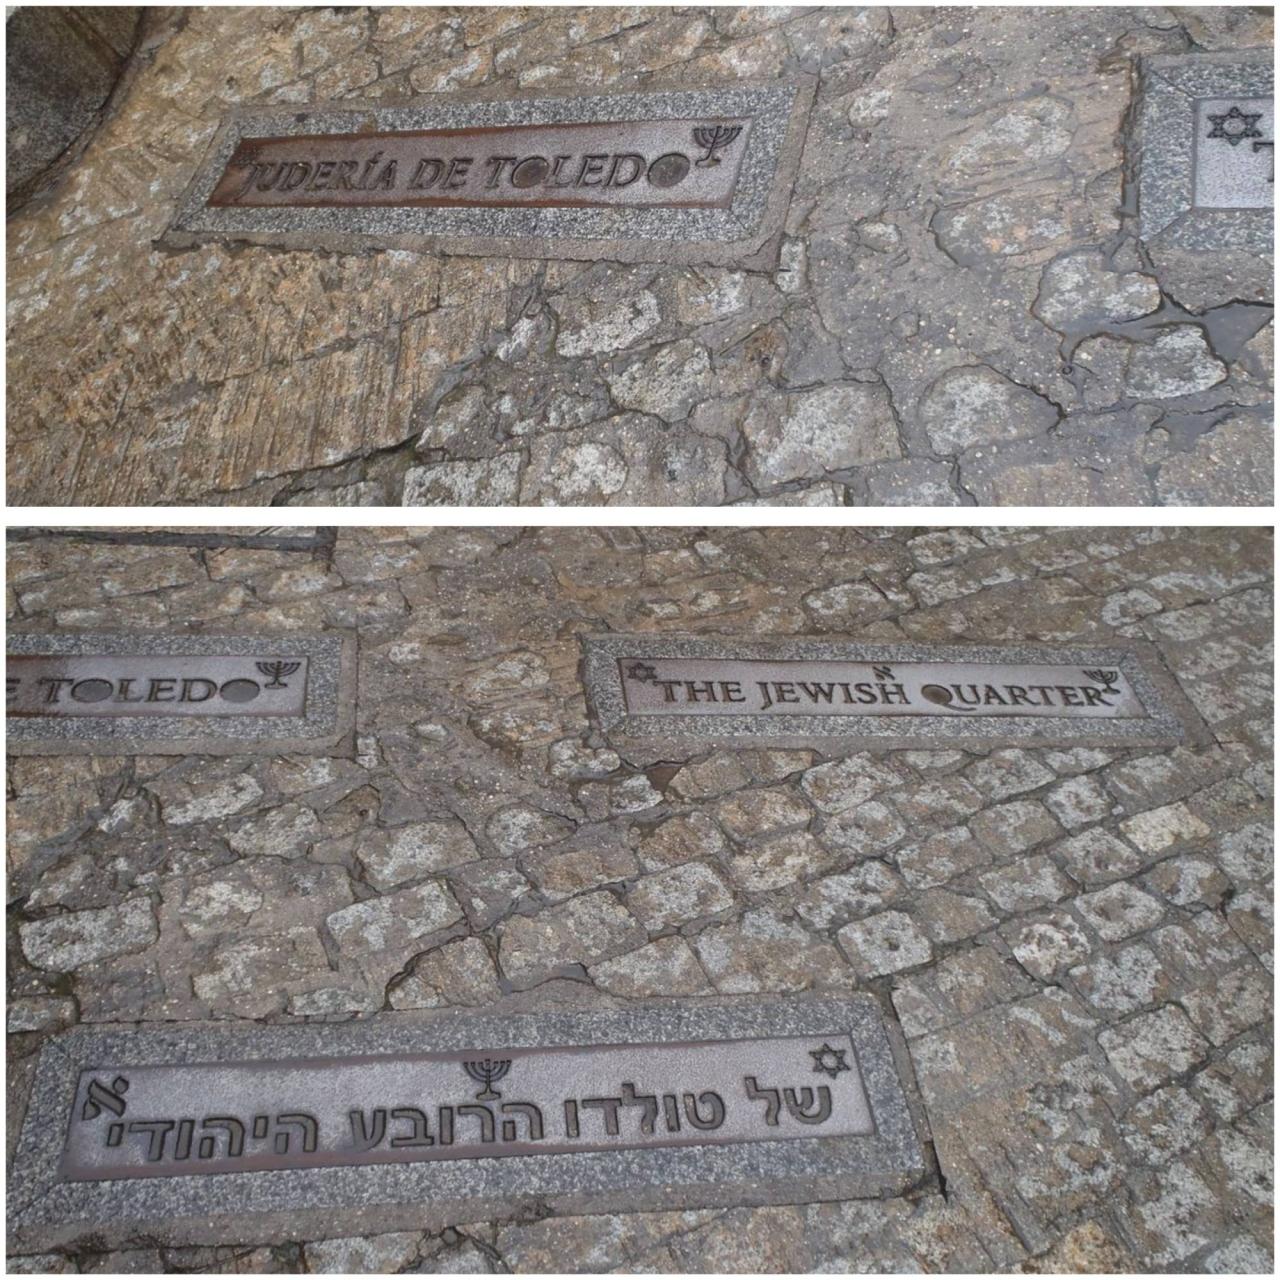 JUDERÍA DE TOLEDO
T
E TOLEDO
א
THE JEWISH QUARTER
א
של טולדו הרובע היהודי